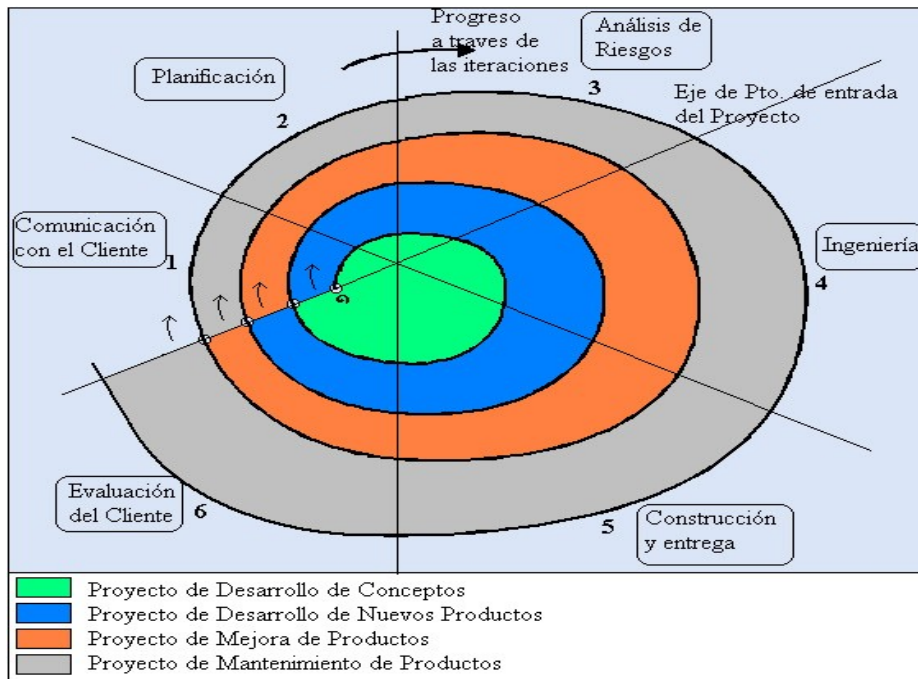 Progreso
a traves de
las iteraciones
Análisis de
Riesgos
3
Planificación
2
Eje de Pto. de entrada
del Proyecto
Comunicación
con el Cliente
1
Ingeniería
4
G
Evaluación
del Cliente
6
5
Construcción
y entrega
Proyecto de Desarrollo de Conceptos
Proyecto de Desarrollo de Nuevos Productos
Proyecto de Mejora de Productos
Proyecto de Mantenimiento de Productos